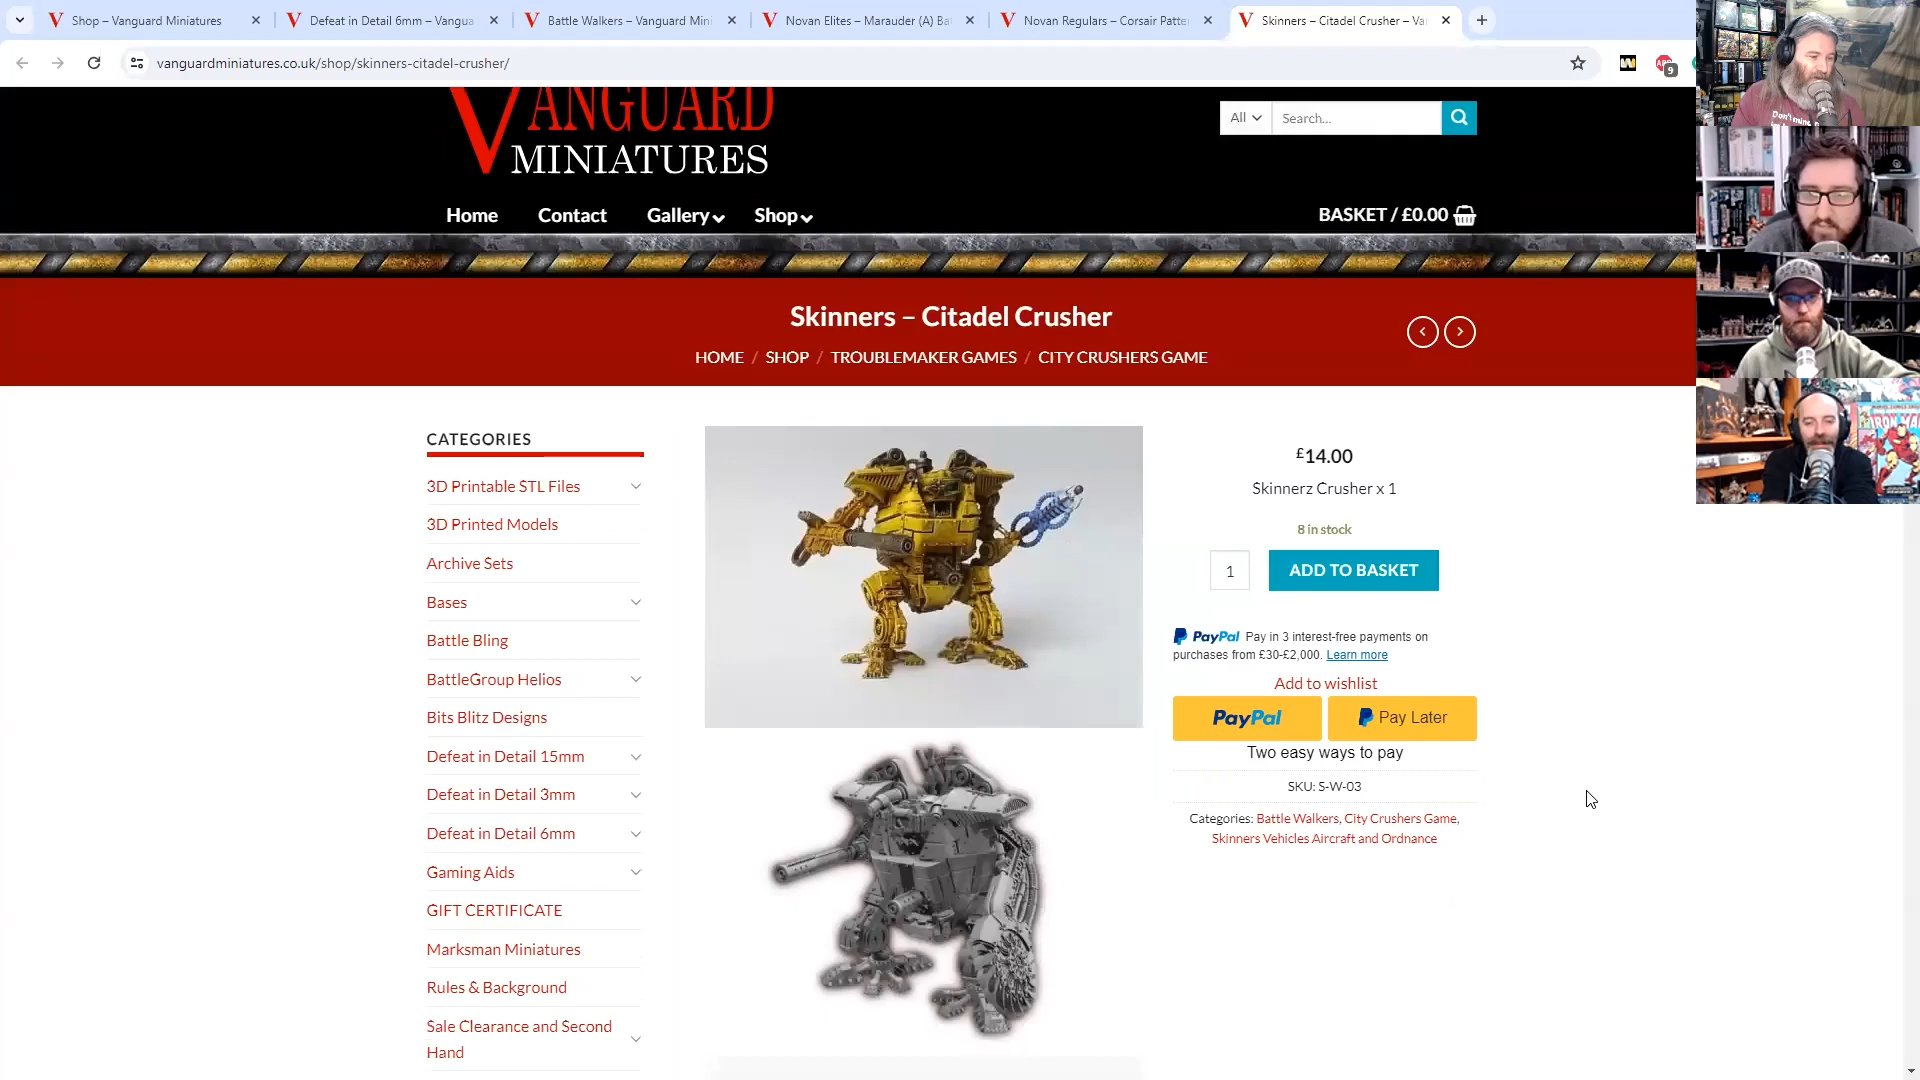 Shop – Vanguard Miniatures
Defeat in Detail 6mm – Vangua
Battle Walkers – Vanguard Mini
Novan Elites – Marauder (A) Bat
Novan Regulars – Corsair Patte
Skinners – Citadel Crusher – Va
vanguardminiatures.co.uk/shop/skinners-citadel-crusher/
9
VANGUARD
MINIATURES
All
Search...
Home
Contact
Gallery
Shop
BASKET / £0.00
Skinners – Citadel Crusher
HOME / SHOP / TROUBLEMAKER GAMES / CITY CRUSHERS GAME
CATEGORIES
3D Printable STL Files
3D Printed Models
Archive Sets
Bases
Battle Bling
BattleGroup Helios
Bits Blitz Designs
Defeat in Detail 15mm
Defeat in Detail 3mm
Defeat in Detail 6mm
Gaming Aids
GIFT CERTIFICATE
Marksman Miniatures
Rules & Background
Sale Clearance and Second
Hand
£14.00
Skinnerz Crusher x 1
8 in stock
1
ADD TO BASKET
PayPal Pay in 3 interest-free payments on
purchases from £30-£2,000. Learn more
Add to wishlist
PayPal
Pay Later
Two easy ways to pay
SKU: S-W-03
Categories: Battle Walkers, City Crushers Game,
Skinners Vehicles Aircraft and Ordnance
Don't mind
IRON MAN